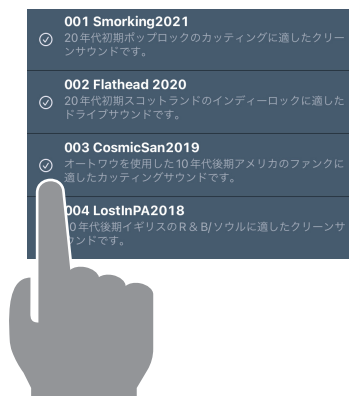 001 Smorking2021
20年代初期ポップロックのカッティングに適したクリー
ンサウンドです。
002 Flathead 2020
20年代初期スコットランドのインディーロックに適した
ドライブサウンドです。
003 CosmicSan2019
オートワウを使用した10年代後期アメリカのファンクに
適したカッティングサウンドです。
004 LostInPA2018
0年代後期イギリスのR & B/ソウルに適したクリーンサ
ウンドです。